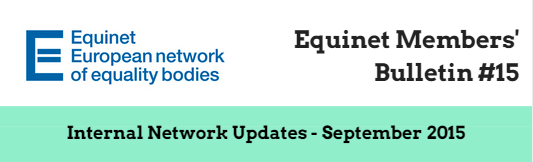 Equinet
European network
of equality bodies
Equinet Members'
Bulletin #15
Internal Network Updates - September 2015